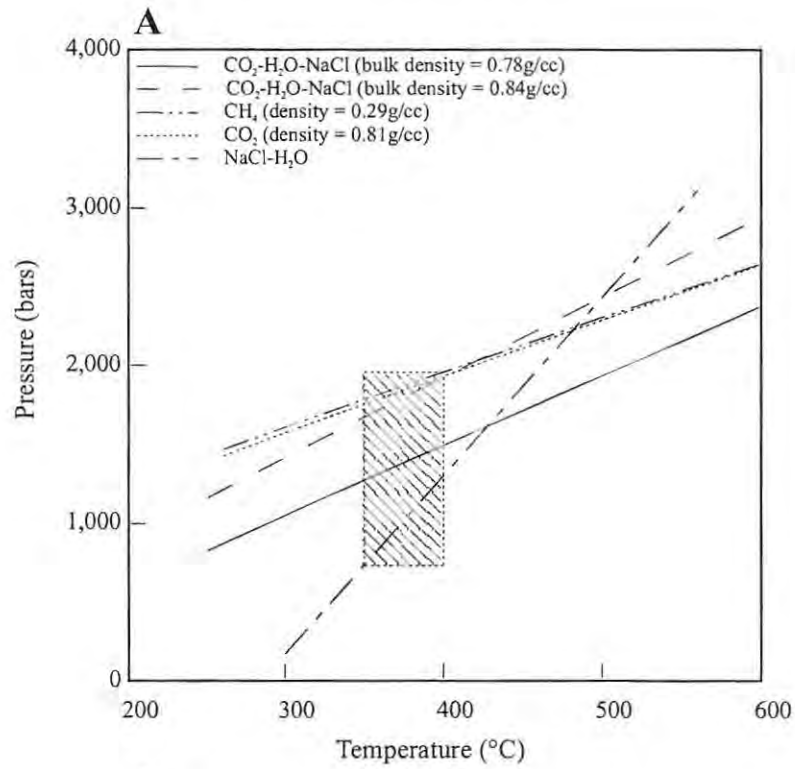 A
4,000
CO₂-H₂O-NaCl (bulk density = 0.78g/cc)
CO₂-H₂O-NaCl (bulk density = 0.84g/cc)
CH₄ (density = 0.29g/cc)
CO₂ (density = 0.81g/cc)
NaCl-H₂O
3,000
2,000
1,000
0
Pressure (bars)
200 300 400 500 600
Temperature (°C)